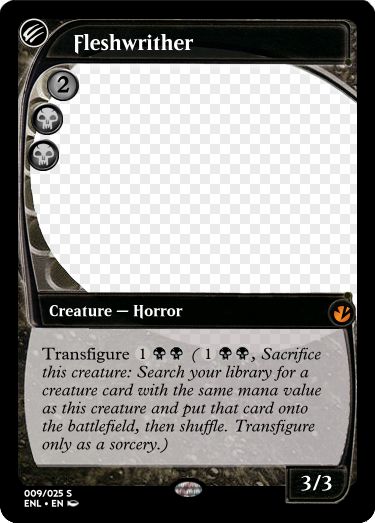 Fleshwrither
2
Creature — Horror
Transfigure 1 ( 1 , Sacrifice
this creature: Search your library for a
creature card with the same mana value
as this creature and put that card onto
the battlefield, then shuffle. Transfigure
only as a sorcery.)
3/3
009/025 S
ENL • EN